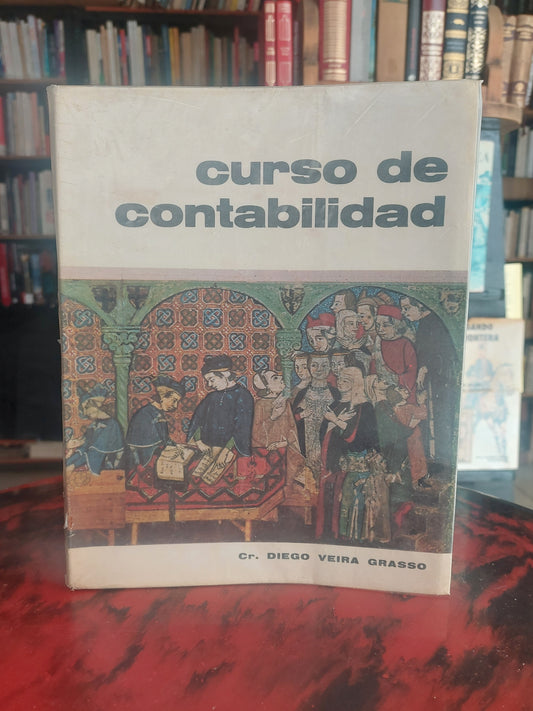 curso de
contabilidad
Cr. DIEGO VEIRA GRASSO